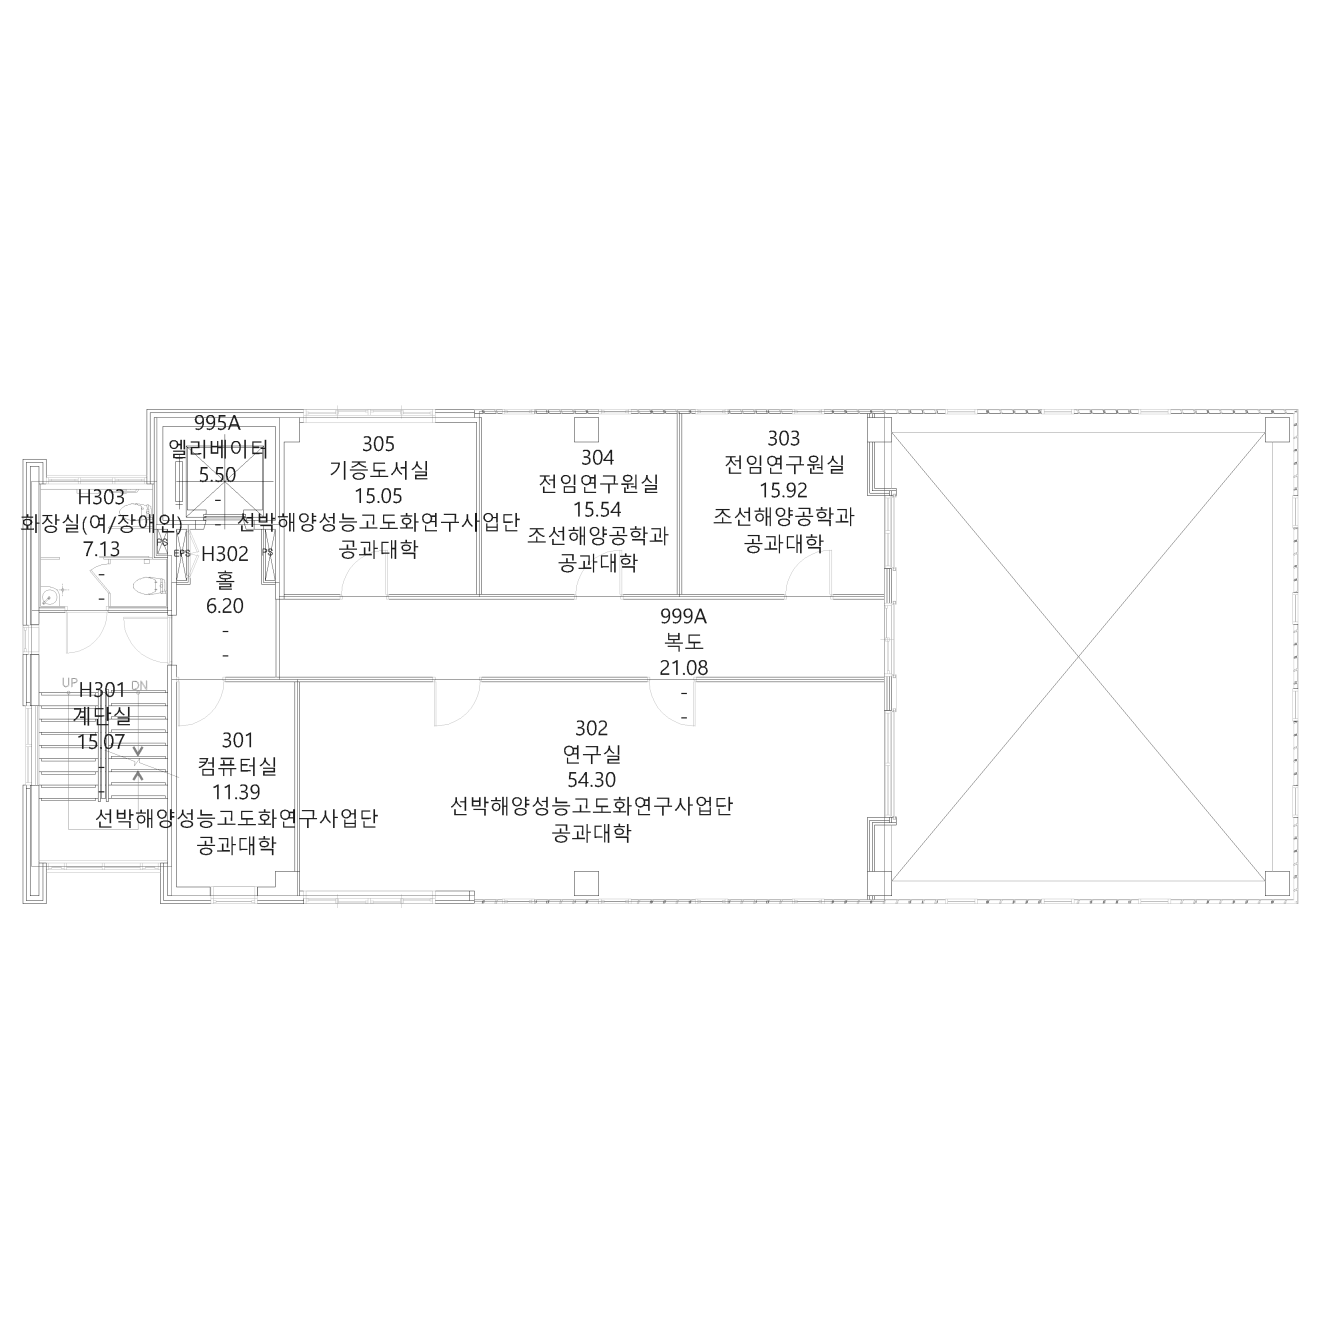 995A
엘리베이터
5.50
-
-
305
기증도서실
15.05
선박해양성능고도화연구사업단
공과대학
304
전임연구원실
15.54
조선해양공학과
공과대학
303
전임연구원실
15.92
조선해양공학과
공과대학
H303
화장실(여/장애인)
7.13
-
-
PS
EPS
PS
H302
홀
6.20
-
-
999A
복도
21.08
-
-
UP
DN
H301
계단실
15.07
-
-
301
컴퓨터실
11.39
선박해양성능고도화연구사업단
공과대학
302
연구실
54.30
선박해양성능고도화연구사업단
공과대학